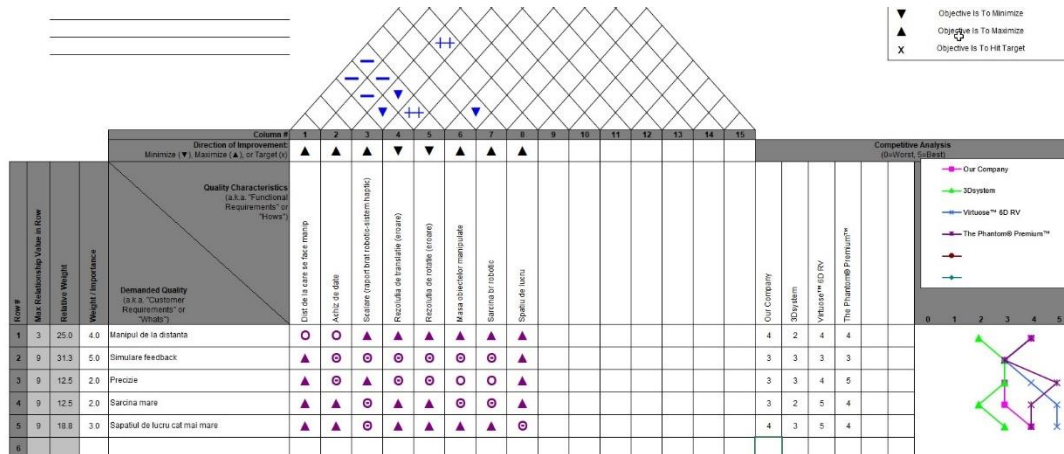 ▼ Objective Is To Minimize
▲ Objective Is To Maximize
x Objective Is To Hit Target
Column # 1 2 3 4 5 6 7 8 9 10 11 12 13 14 15
Direction of Improvement:
Minimize (▼), Maximize (▲), or Target (x) ▲ ▲ ▲ ▼ ▼ ▲ ▲ ▲
Competitive Analysis
(0=Worst, 5=Best)
Row #
Max Relationship Value in Row
Relative Weight
Weight / Importance
Quality Characteristics
(a.k.a. "Functional
Requirements" or
"Hows")
Demanded Quality
(a.k.a. "Customer
Requirements" or
"Whats")
Dist de la care se face manip
Achiz de date
Scalare (raport brat robotic-sistem haptic)
Rezolutia de translatie (eroare)
Rezolutia de rotatie (eroare)
Masa obiectelor manipulate
Sarcina br robotic
Spatiu de lucru
Our Company
3Dsystem
Virtuose™ 6D RV
The Phantom® Premium™
Our Company
3Dsystem
Virtuose™ 6D RV
The Phantom® Premium™
0 1 2 3 4 5
1 3 25.0 4.0 Manipul de la distanta 4 2 4 4
2 9 31.3 5.0 Simulare feedback 3 3 3 3
3 9 12.5 2.0 Precizie 3 3 4 5
4 9 12.5 2.0 Sarcina mare 3 2 5 4
5 9 18.8 3.0 Sapatiul de lucru cat mai mare 4 3 5 4
6